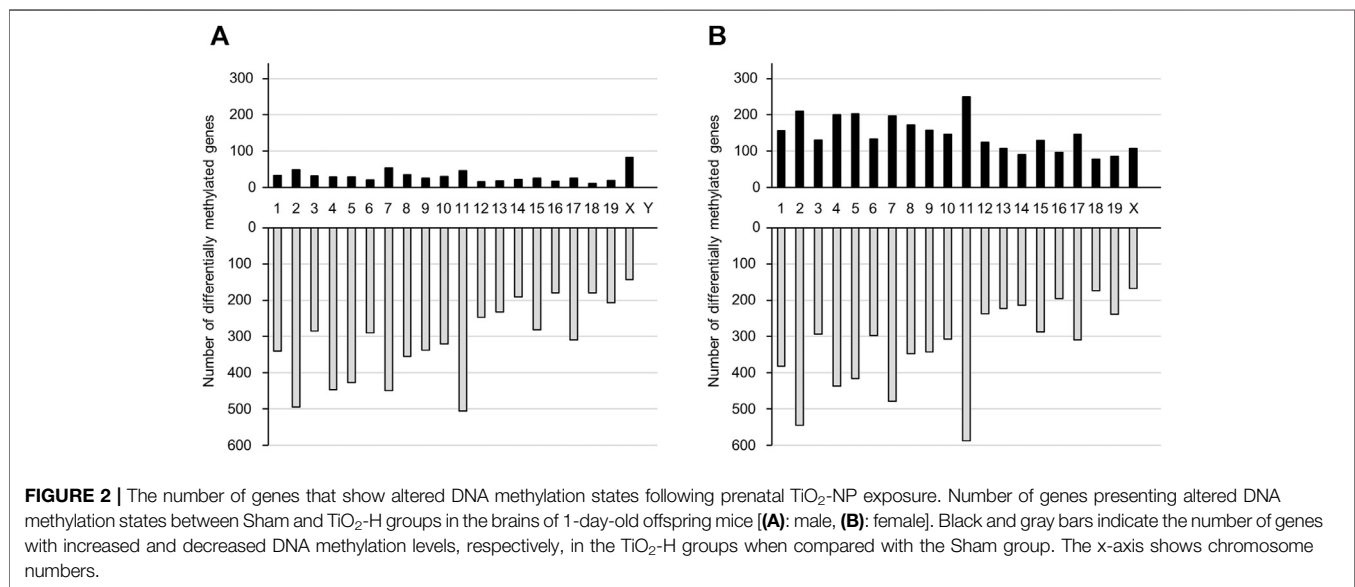 A
B
300
200
100
0
1 2 3 4 5 6 7 8 9 10 11 12 13 14 15 16 17 18 19 X Y
0
100
200
300
400
500
600
Number of differentially methylated genes
300
200
100
0
1 2 3 4 5 6 7 8 9 10 11 12 13 14 15 16 17 18 19 X
0
100
200
300
400
500
600
Number of differentially methylated genes
FIGURE 2 | The number of genes that show altered DNA methylation states following prenatal TiO₂-NP exposure. Number of genes presenting altered DNA
methylation states between Sham and TiO₂-H groups in the brains of 1-day-old offspring mice [(A): male, (B): female]. Black and gray bars indicate the number of genes
with increased and decreased DNA methylation levels, respectively, in the TiO₂-H groups when compared with the Sham group. The x-axis shows chromosome
numbers.